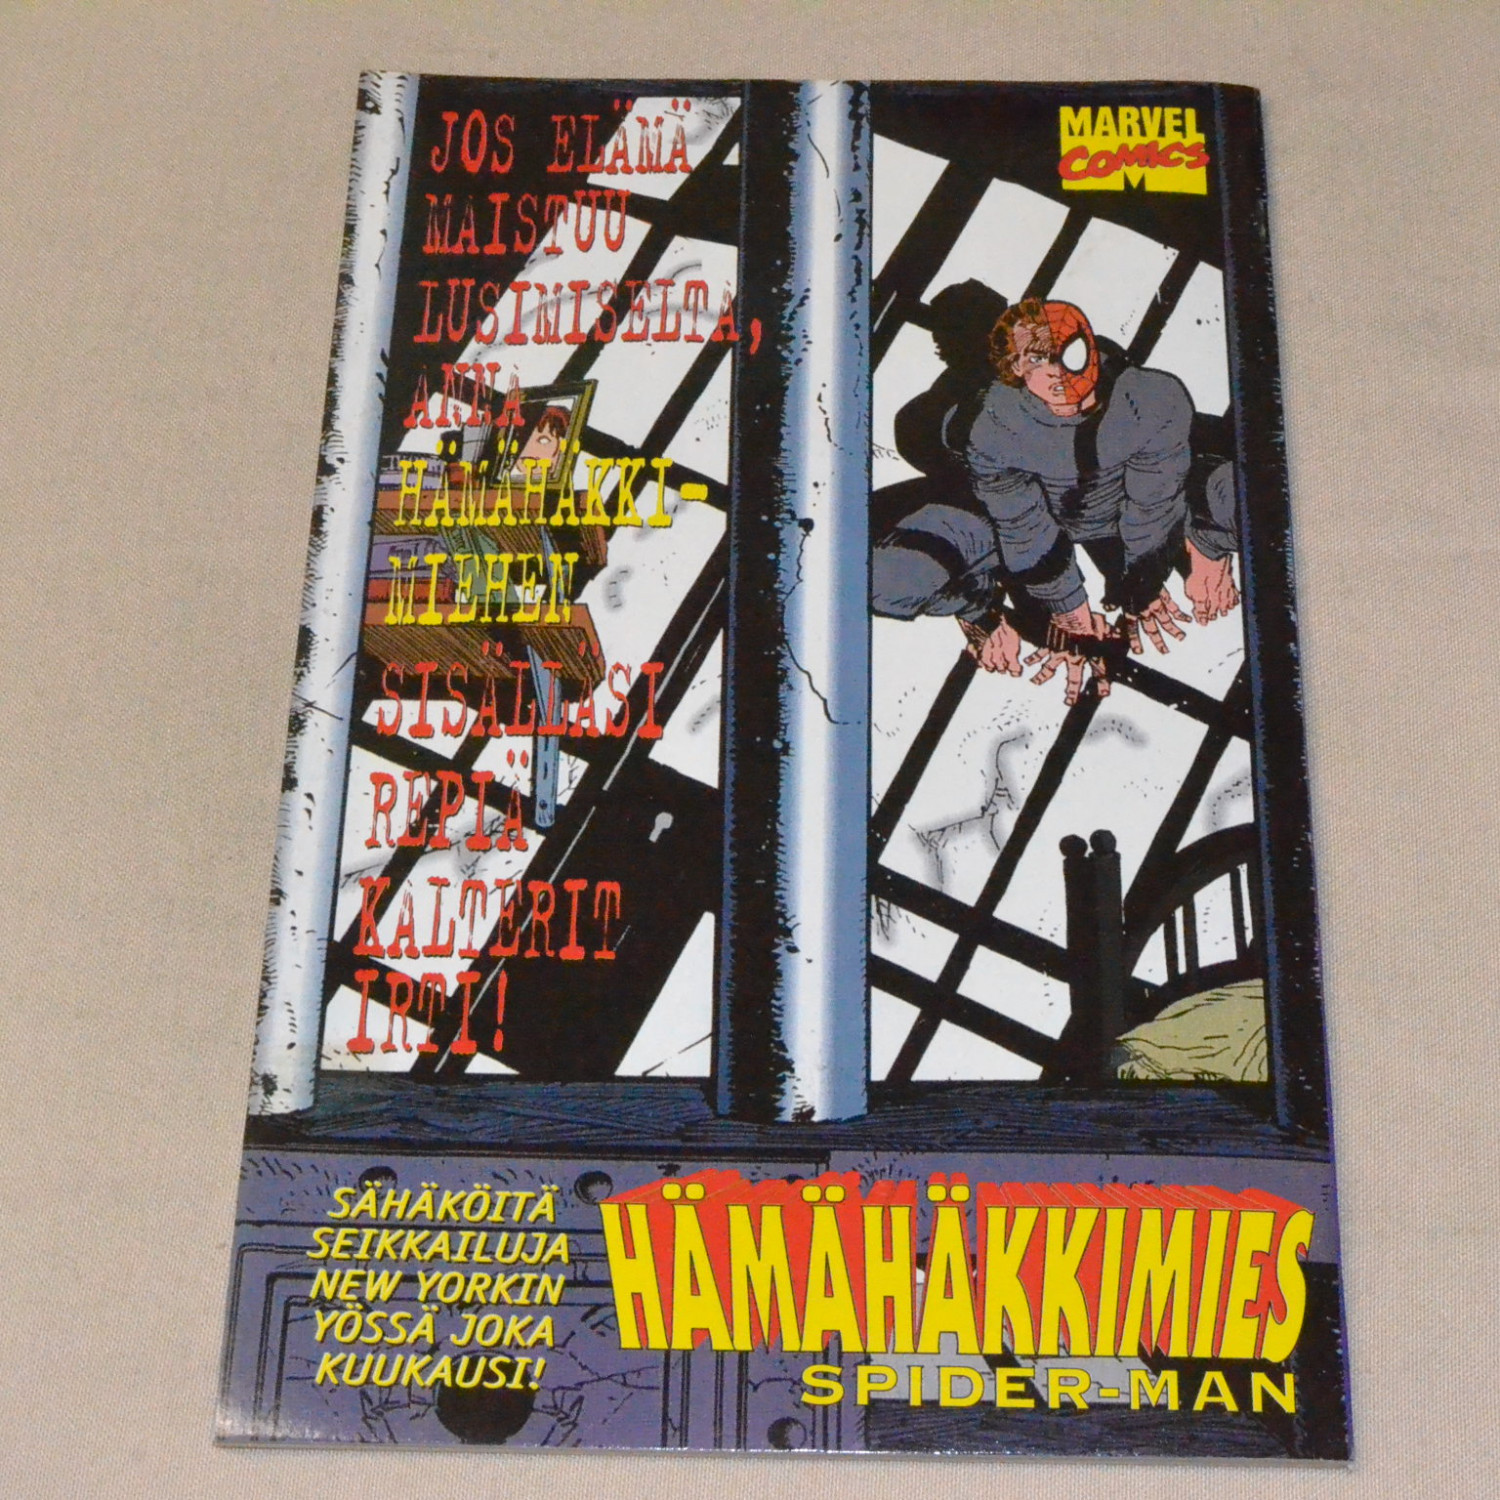 JOS ELÄMÄ
MAISTUU
LUSIMISELTA,
ANNA
HÄMÄHÄKKI-
MIEHEN
SISÄLLÄSI
REPIÄ
KALTERIT
IRTI!
MARVEL
COMICS
SÄHÄKÖITÄ
SEIKKAILUJA
NEW YORKIN
YÖSSÄ JOKA
KUUKAUSI!
HÄMÄHÄKKIMIES
SPIDER-MAN